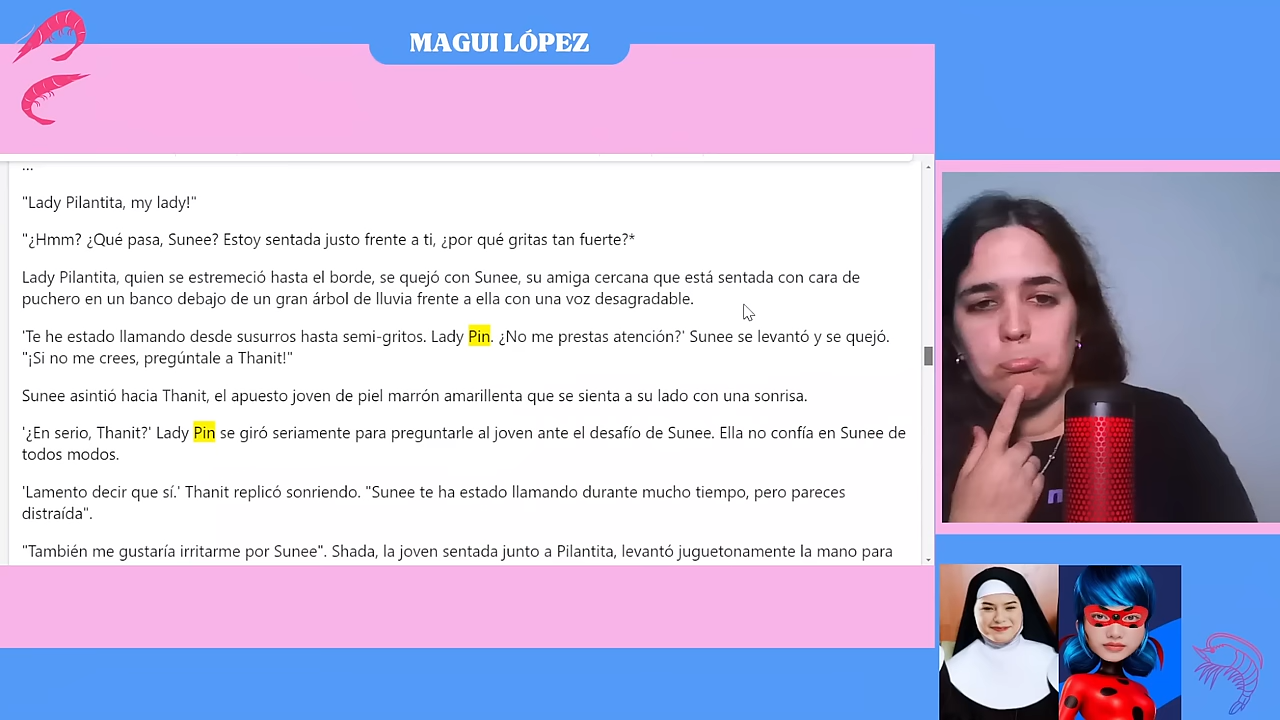 MAGUI LÓPEZ
...
"Lady Pilantita, my lady!"
"¿Hmm? ¿Qué pasa, Sunee? Estoy sentada justo frente a ti, ¿por qué gritas tan fuerte?*
Lady Pilantita, quien se estremeció hasta el borde, se quejó con Sunee, su amiga cercana que está sentada con cara de
puchero en un banco debajo de un gran árbol de lluvia frente a ella con una voz desagradable.
'Te he estado llamando desde susurros hasta semi-gritos. Lady Pin. ¿No me prestas atención?' Sunee se levantó y se quejó.
"¡Si no me crees, pregúntale a Thanit!"
Sunee asintió hacia Thanit, el apuesto joven de piel marrón amarillenta que se sienta a su lado con una sonrisa.
'¿En serio, Thanit?' Lady Pin se giró seriamente para preguntarle al joven ante el desafío de Sunee. Ella no confía en Sunee de
todos modos.
'Lamento decir que sí.' Thanit replicó sonriendo. "Sunee te ha estado llamando durante mucho tiempo, pero pareces
distraída".
"También me gustaría irritarme por Sunee". Shada, la joven sentada junto a Pilantita, levantó juguetonamente la mano para